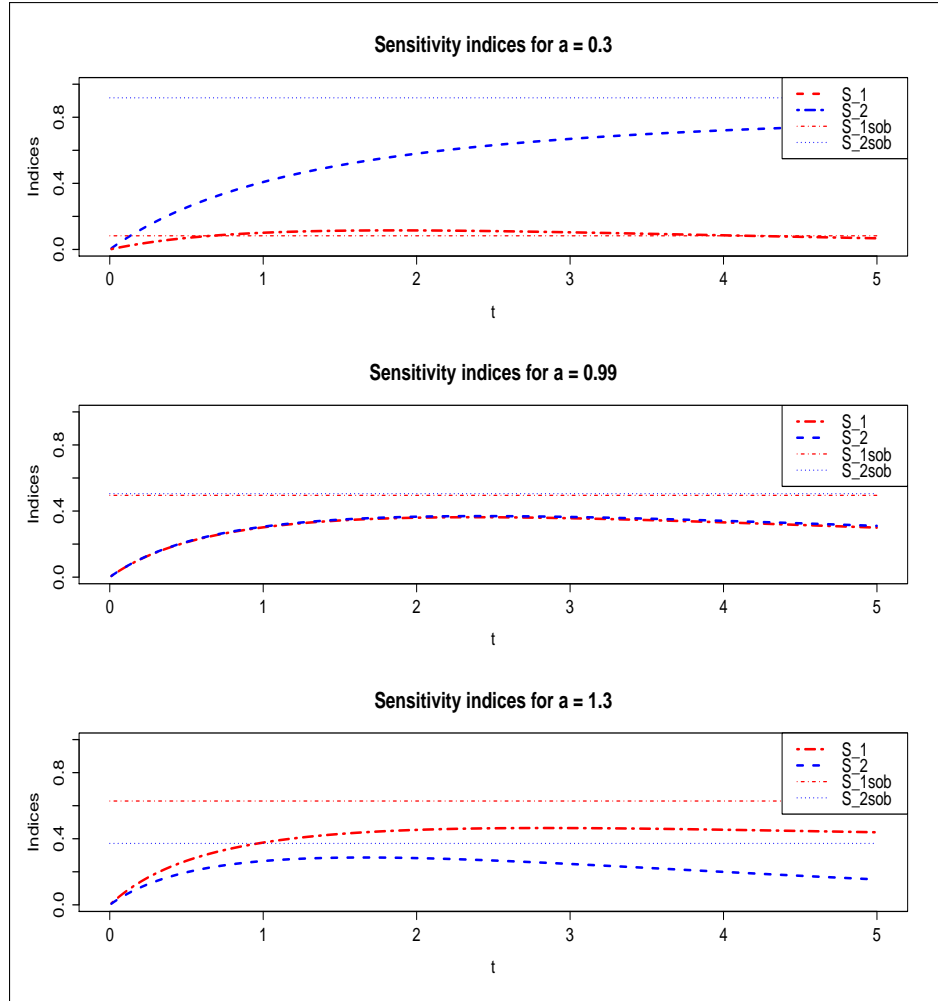 Sensitivity indices for a = 0.3
Indices
0.0 0.4 0.8
S_1
S_2
S_1sob
S_2sob
0 1 2 3 4 5
t
Sensitivity indices for a = 0.99
Indices
0.0 0.4 0.8
S_1
S_2
S_1sob
S_2sob
0 1 2 3 4 5
t
Sensitivity indices for a = 1.3
Indices
0.0 0.4 0.8
S_1
S_2
S_1sob
S_2sob
0 1 2 3 4 5
t